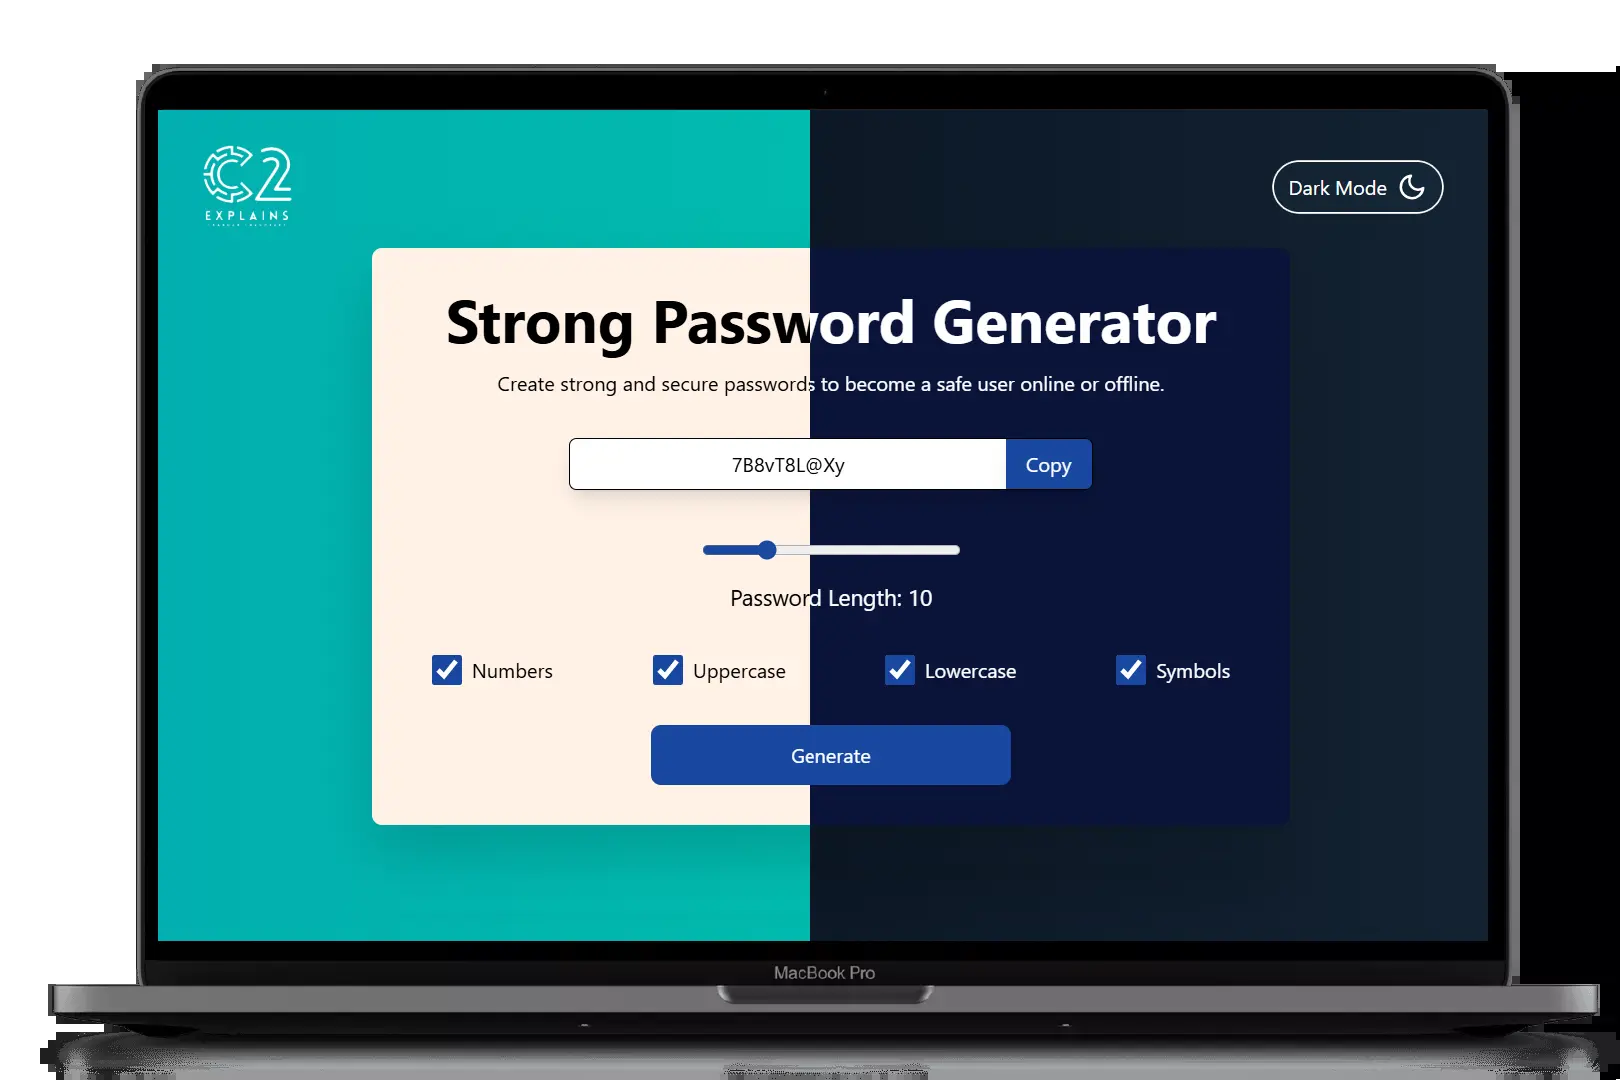 C2
EXPLAINS
Dark Mode
Strong Password Generator
Create strong and secure passwords to become a safe user online or offline.
7B8vT8L@Xy
Copy
Password Length: 10
Numbers
Uppercase
Lowercase
Symbols
Generate
MacBook Pro